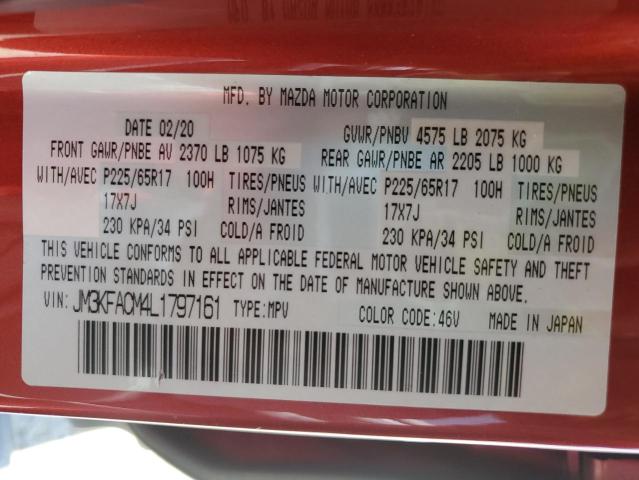 MFD. BY MAZDA MOTOR CORPORATION
DATE 02/20 GVWR/PNBV 4575 LB 2075 KG
FRONT GAWR/PNBE AV 2370 LB 1075 KG REAR GAWR/PNBE AR 2205 LB 1000 KG
WITH/AVEC P225/65R17 100H TIRES/PNEUS WITH/AVEC P225/65R17 100H TIRES/PNEUS
17X7J RIMS/JANTES 17X7J RIMS/JANTES
230 KPA/34 PSI COLD/A FROID 230 KPA/34 PSI COLD/A FROID
THIS VEHICLE CONFORMS TO ALL APPLICABLE FEDERAL MOTOR VEHICLE SAFETY AND THEFT
PREVENTION STANDARDS IN EFFECT ON THE DATE OF MANUFACTURE SHOWN ABOVE.
VIN: JM3KFACM4L1797161 TYPE:MPV COLOR CODE:46V MADE IN JAPAN